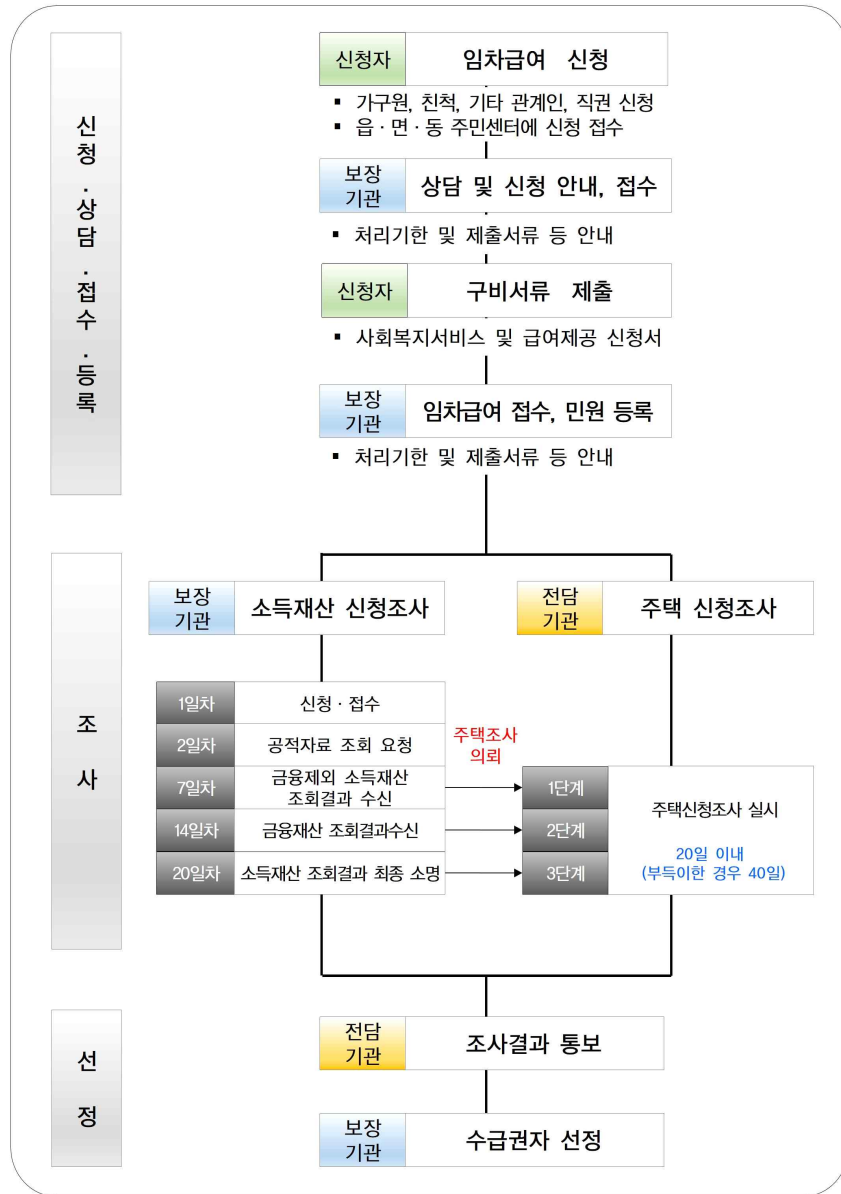 신청·상담·접수·등록
신청자 임차급여 신청
▪ 가구원, 친척, 기타 관계인, 직권 신청
▪ 읍·면·동 주민센터에 신청 접수
보장
기관
상담 및 신청 안내, 접수
▪ 처리기한 및 제출서류 등 안내
신청자 구비서류 제출
▪ 사회복지서비스 및 급여제공 신청서
보장
기관
임차급여 접수, 민원 등록
▪ 처리기한 및 제출서류 등 안내
조사
보장
기관
소득재산 신청조사
전담
기관
주택 신청조사
1일차 신청·접수
2일차 공적자료 조회 요청
7일차 금융제외 소득재산
조회결과 수신
14일차 금융재산 조회결과수신
20일차 소득재산 조회결과 최종 소명
주택조사
의뢰
1단계
2단계
3단계
주택신청조사 실시
20일 이내
(부득이한 경우 40일)
선정
전담
기관
조사결과 통보
보장
기관
수급권자 선정